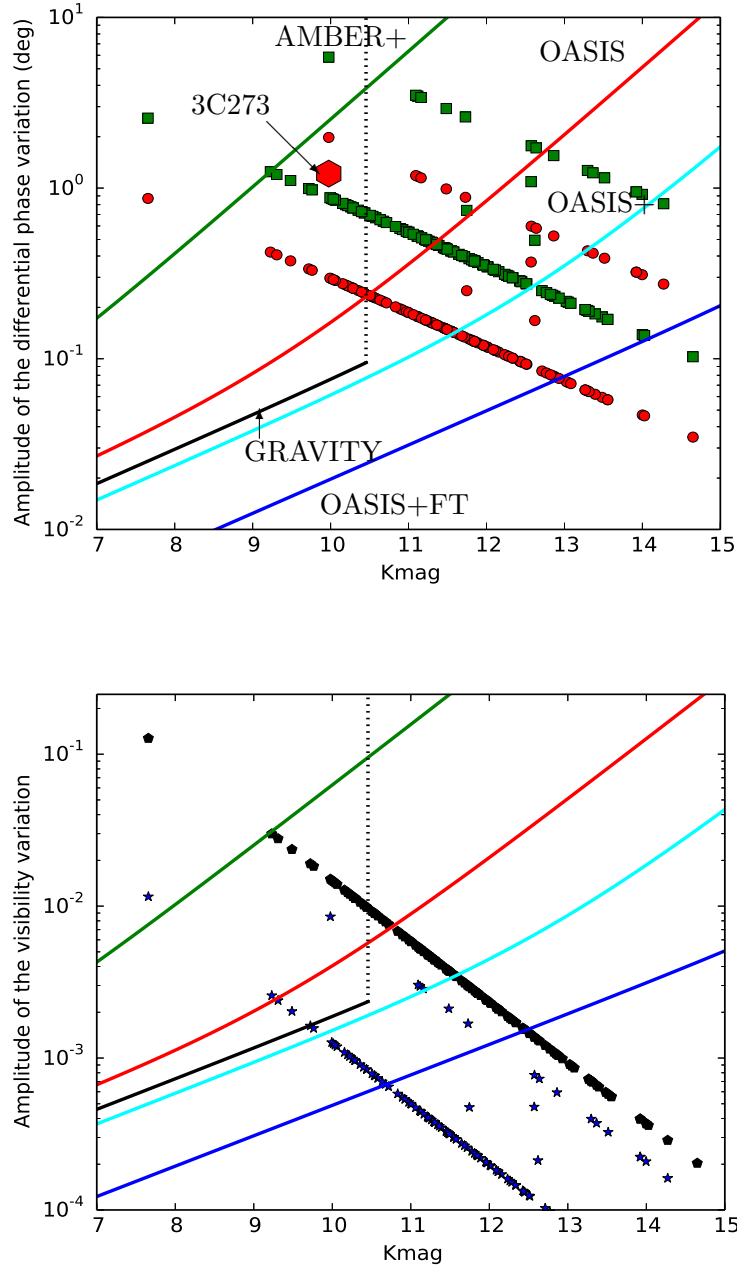 Amplitude of the differential phase variation (deg)
10^1
10^0
10^-1
10^-2
AMBER+
OASIS
3C273
OASIS+
GRAVITY
OASIS+FT
7 8 9 10 11 12 13 14 15
Kmag
Amplitude of the visibility variation
10^-1
10^-2
10^-3
10^-4
7 8 9 10 11 12 13 14 15
Kmag